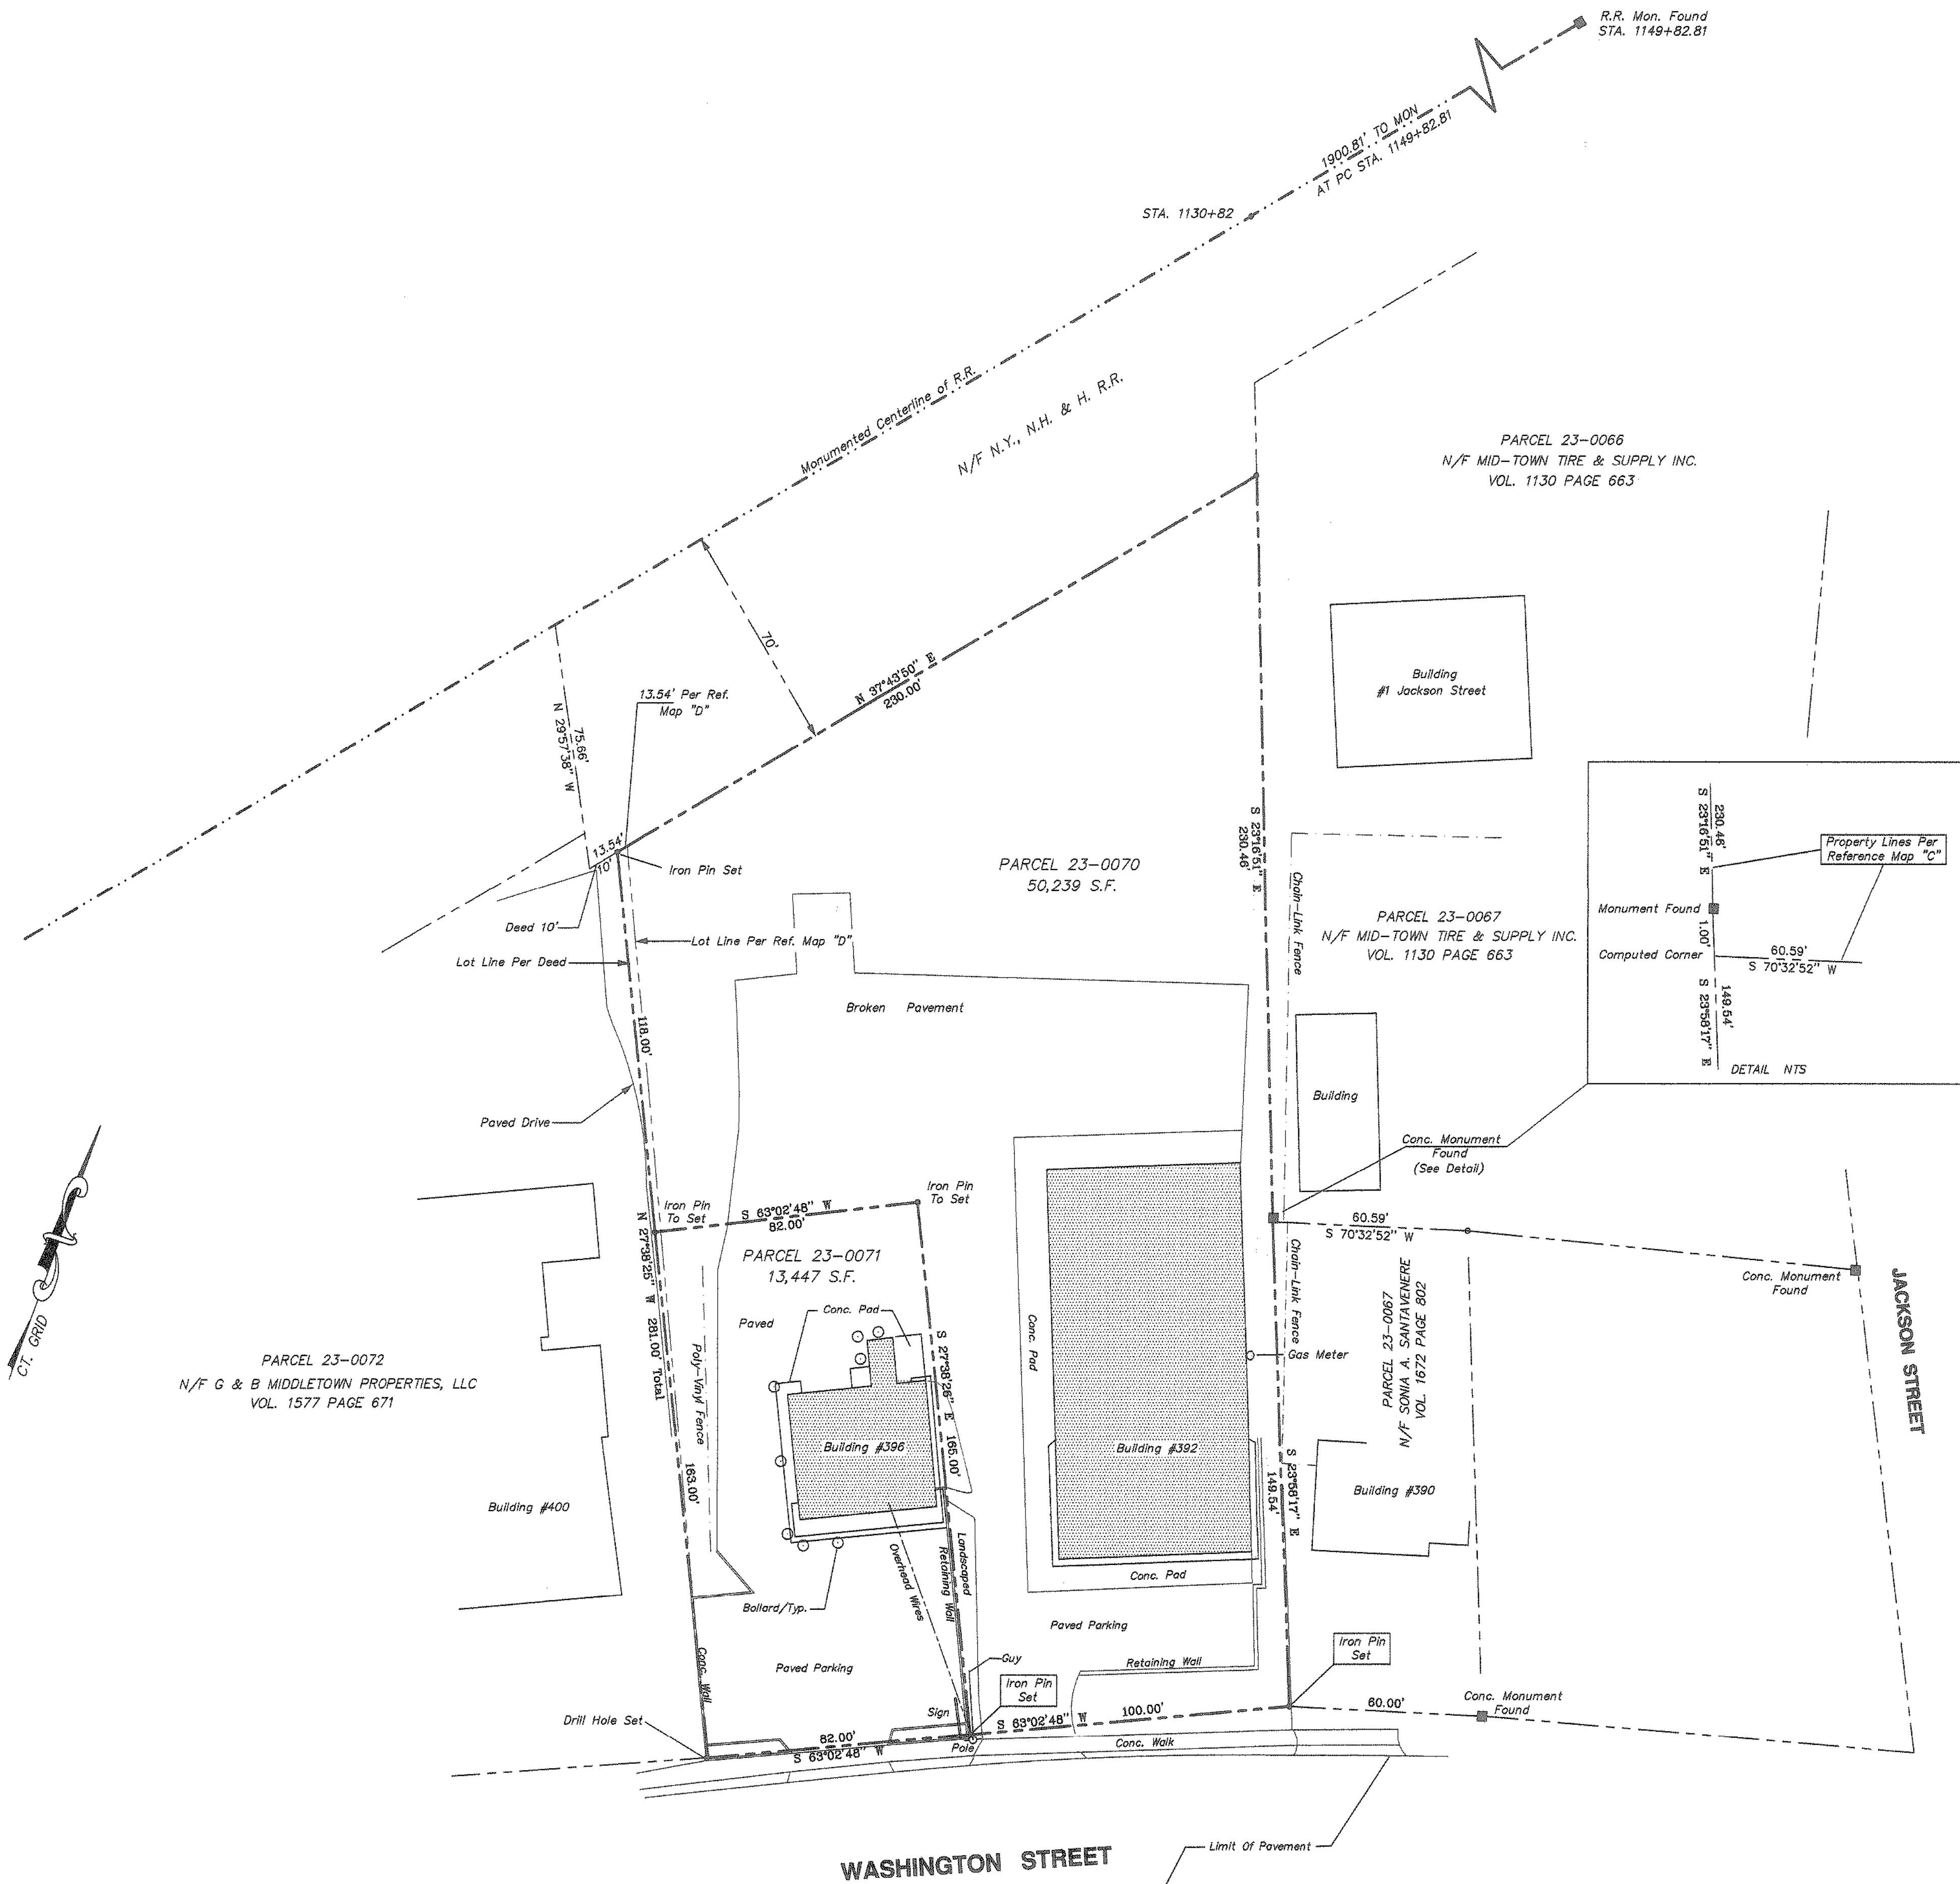 R.R. Mon. Found
STA. 1149+82.81
1900.81' TO MON
AT PC STA. 1149+82.81
STA. 1130+82
Monumented Centerline of R.R.
N/F N.Y., N.H. & H. R.R.
PARCEL 23-0066
N/F MID-TOWN TIRE & SUPPLY INC.
VOL. 1130 PAGE 663
70'
N 37°43'50" E
230.00'
13.54' Per Ref.
Map "D"
75.66'
N 29°57'38" W
Building
#1 Jackson Street
13.54'
10'
Iron Pin Set
Deed 10'
Lot Line Per Ref. Map "D"
Lot Line Per Deed
PARCEL 23-0070
50,239 S.F.
S 23°16'51" E
230.46'
Chain-Link Fence
PARCEL 23-0067
N/F MID-TOWN TIRE & SUPPLY INC.
VOL. 1130 PAGE 663
230.46'
S 23°16'51" E
Property Lines Per
Reference Map "C"
Monument Found
1.00'
Computed Corner
60.59'
S 70°32'52" W
149.54'
S 23°58'17" E
DETAIL NTS
Broken Pavement
118.00'
Paved Drive
Building
Conc. Monument
Found
(See Detail)
Iron Pin
To Set
S 63°02'48" W
82.00'
Iron Pin
To Set
60.59'
S 70°32'52" W
Conc. Monument
Found
JACKSON STREET
CT. GRID
N 27°38'25" W 281.00' Total
PARCEL 23-0071
13,447 S.F.
Conc. Pad
Paved
Poly-Vinyl Fence
S 27°38'26" E 165.00'
Conc. Pad
Chain-Link Fence
Gas Meter
PARCEL 23-0067
N/F SONIA A. SANTAVENERE
VOL. 1672 PAGE 802
PARCEL 23-0072
N/F G & B MIDDLETOWN PROPERTIES, LLC
VOL. 1577 PAGE 671
Building #396
Building #392
163.00'
S 23°58'17" E
149.54'
Building #390
Building #400
Overhead Wires
Retaining Wall
Landscaped
Conc. Pad
Bollard/Typ.
Paved Parking
Conc. Wall
Paved Parking
Guy
Retaining Wall
Iron Pin
Set
Iron Pin
Set
Sign
Drill Hole Set
82.00'
S 63°02'48" W
Pole
S 63°02'48" W
100.00'
60.00'
Conc. Monument
Found
Conc. Walk
Limit Of Pavement
WASHINGTON STREET